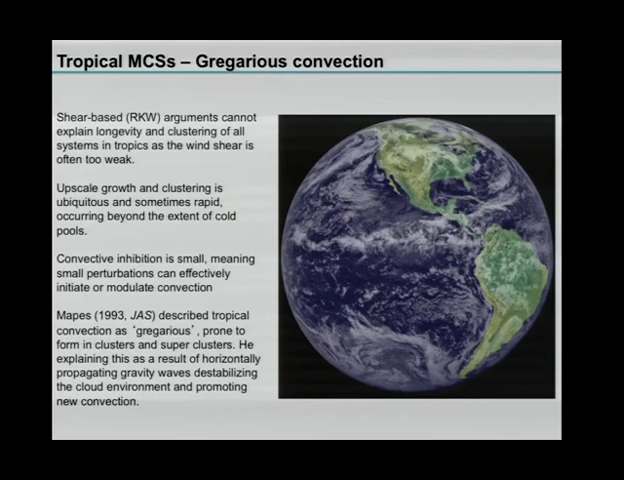 Tropical MCSs – Gregarious convection
Shear-based (RKW) arguments cannot
explain longevity and clustering of all
systems in tropics as the wind shear is
often too weak.
Upscale growth and clustering is
ubiquitous and sometimes rapid,
occurring beyond the extent of cold
pools.
Convective inhibition is small, meaning
small perturbations can effectively
initiate or modulate convection
Mapes (1993, JAS) described tropical
convection as 'gregarious', prone to
form in clusters and super clusters. He
explaining this as a result of horizontally
propagating gravity waves destabilizing
the cloud environment and promoting
new convection.